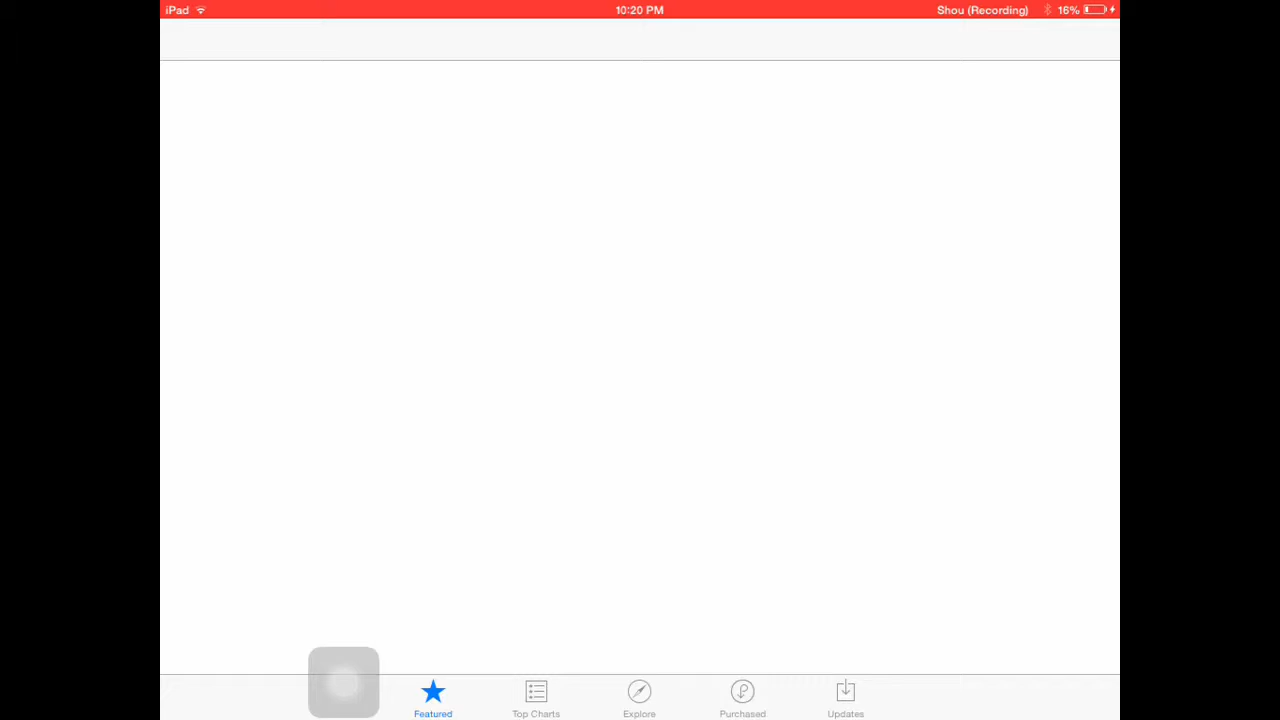 iPad 10:20 PM Shou (Recording) 16%
Featured Top Charts Explore Purchased Updates